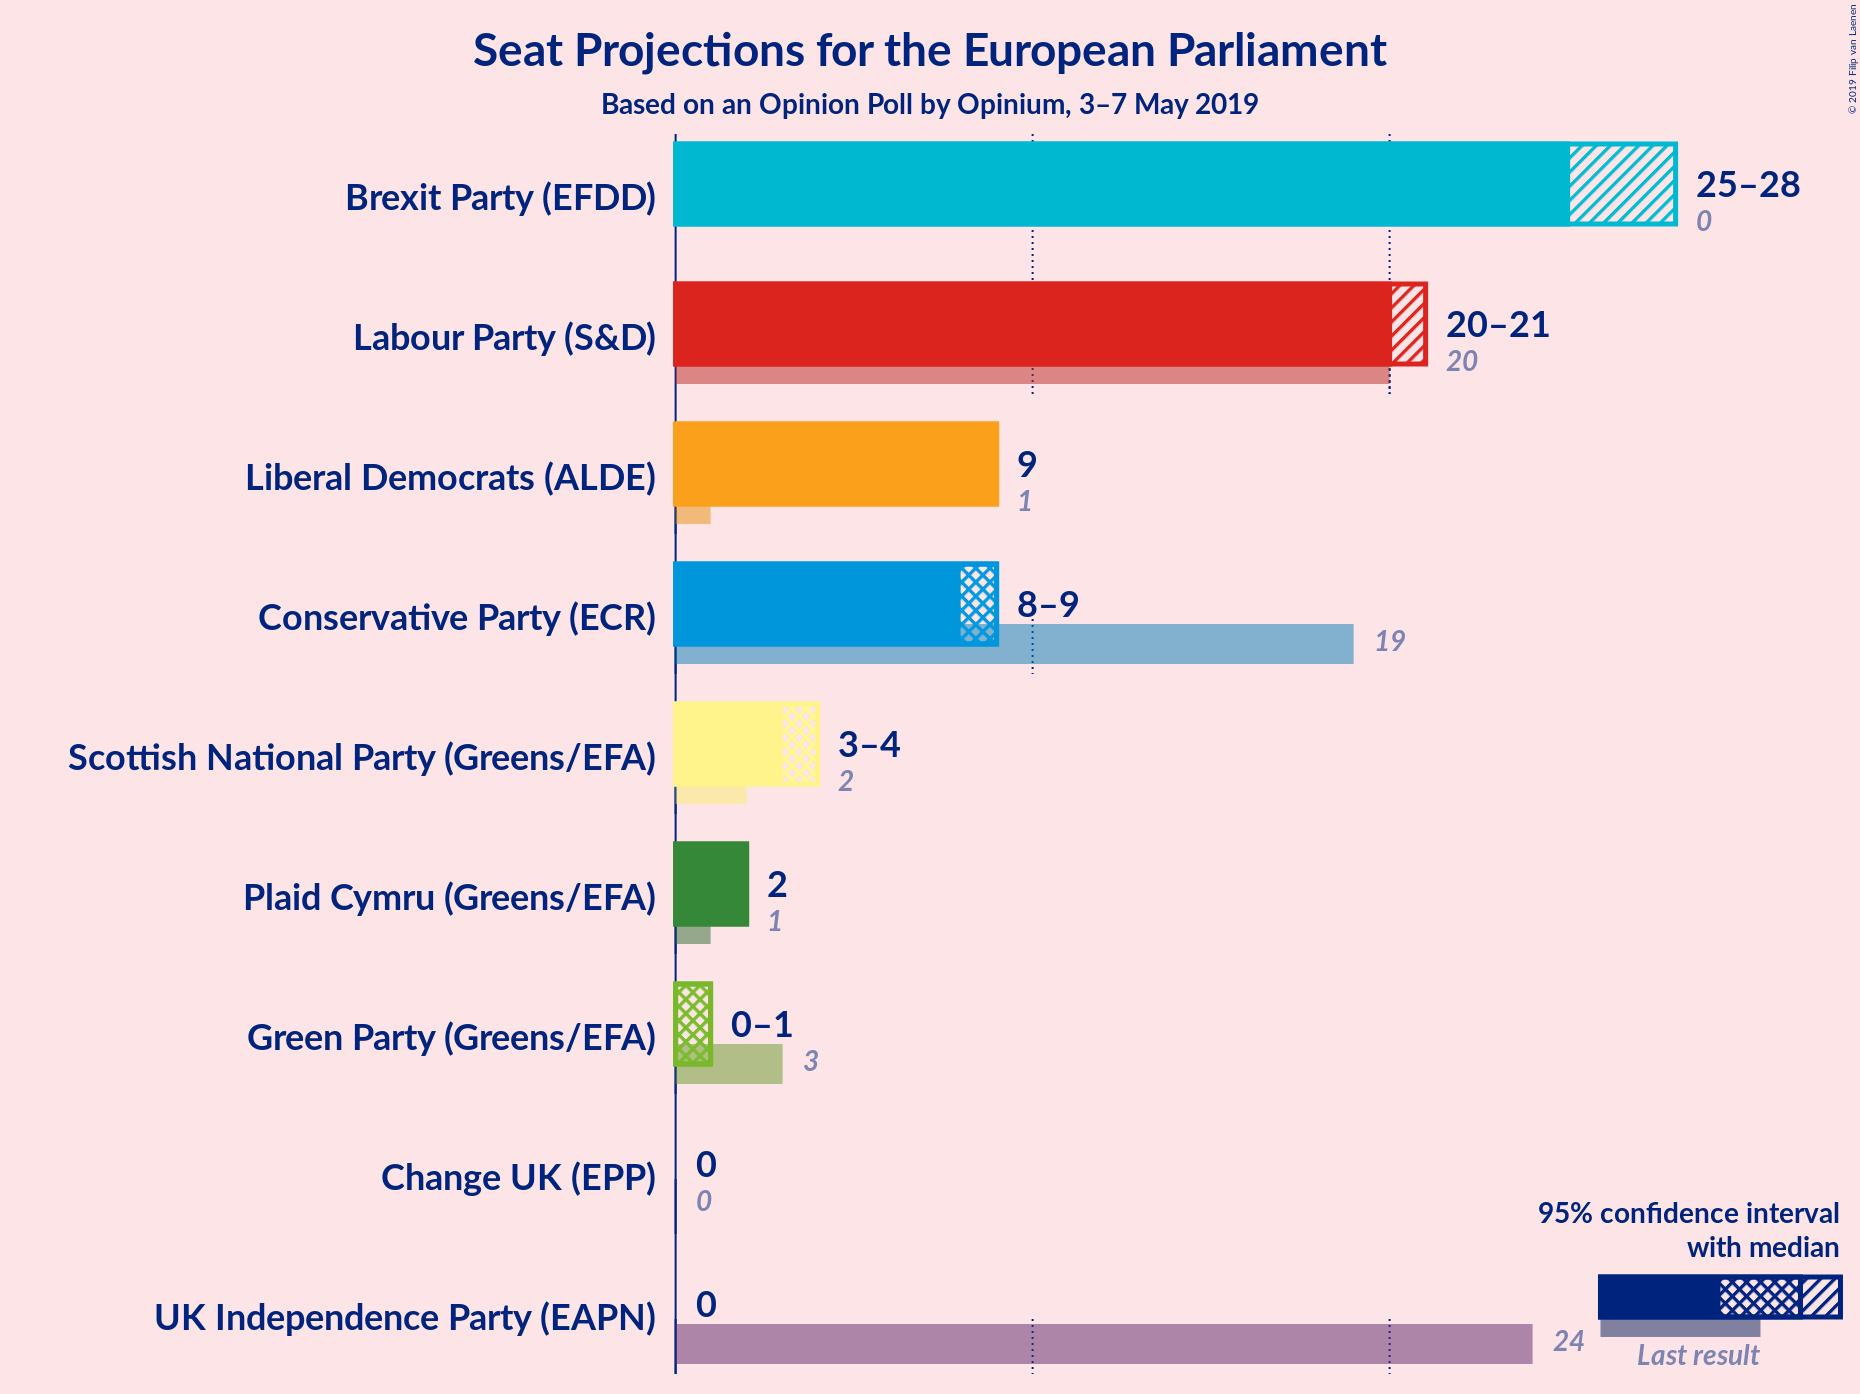 Seat Projections for the European Parliament
Based on an Opinion Poll by Opinium, 3–7 May 2019
© 2019 Filip van Laenen
Brexit Party (EFDD)
25–28
0
Labour Party (S&D)
20–21
20
Liberal Democrats (ALDE)
9
1
Conservative Party (ECR)
8–9
19
Scottish National Party (Greens/EFA)
3–4
2
Plaid Cymru (Greens/EFA)
2
1
Green Party (Greens/EFA)
0–1
3
Change UK (EPP)
0
0
UK Independence Party (EAPN)
0
24
95% confidence interval
with median
Last result